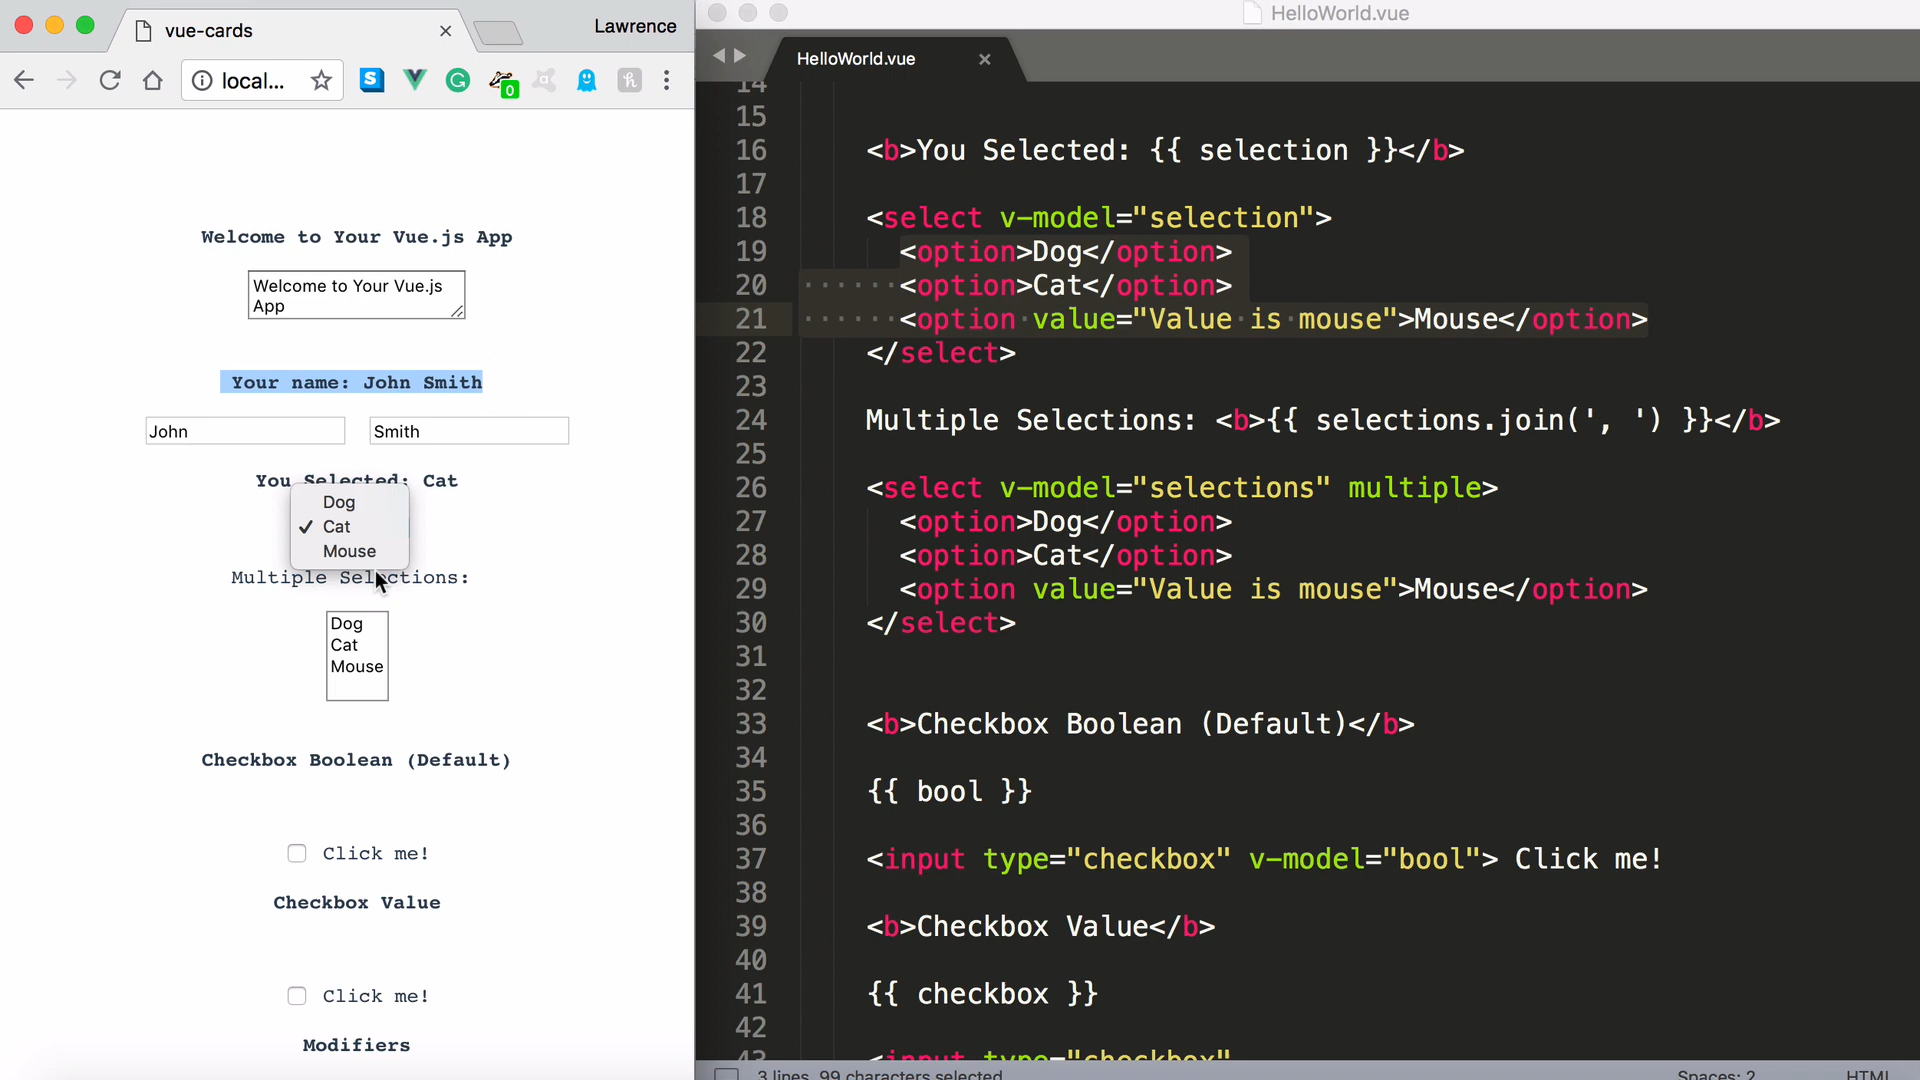 vue-cards
Lawrence
local...
0
Welcome to Your Vue.js App
Welcome to Your Vue.js
App
Your name: John Smith
John
Smith
You Selected: Cat
Dog
✓ Cat
Mouse
Multiple Selections:
Dog
Cat
Mouse
Checkbox Boolean (Default)
Click me!
Checkbox Value
Click me!
Modifiers
HelloWorld.vue
HelloWorld.vue
14
15
16 <b>You Selected: {{ selection }}</b>
17
18 <select v-model="selection">
19 <option>Dog</option>
20 <option>Cat</option>
21 <option value="Value is mouse">Mouse</option>
22 </select>
23
24 Multiple Selections: <b>{{ selections.join(', ') }}</b>
25
26 <select v-model="selections" multiple>
27 <option>Dog</option>
28 <option>Cat</option>
29 <option value="Value is mouse">Mouse</option>
30 </select>
31
32
33 <b>Checkbox Boolean (Default)</b>
34
35 {{ bool }}
36
37 <input type="checkbox" v-model="bool"> Click me!
38
39 <b>Checkbox Value</b>
40
41 {{ checkbox }}
42
43 <input type="checkbox"
3 lines, 99 characters selected
Spaces: 2
HTML